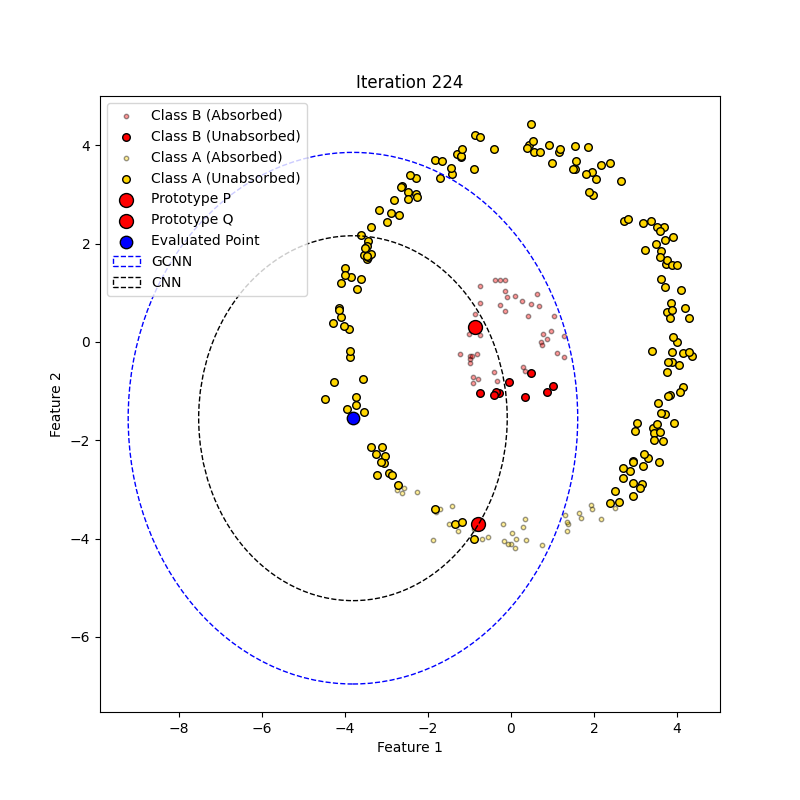 Iteration 224
Class B (Absorbed)
Class B (Unabsorbed)
Class A (Absorbed)
Class A (Unabsorbed)
Prototype P
Prototype Q
Evaluated Point
GCNN
CNN
4
2
0
−2
−4
−6
Feature 2
−8
−6
−4
−2
0
2
4
Feature 1